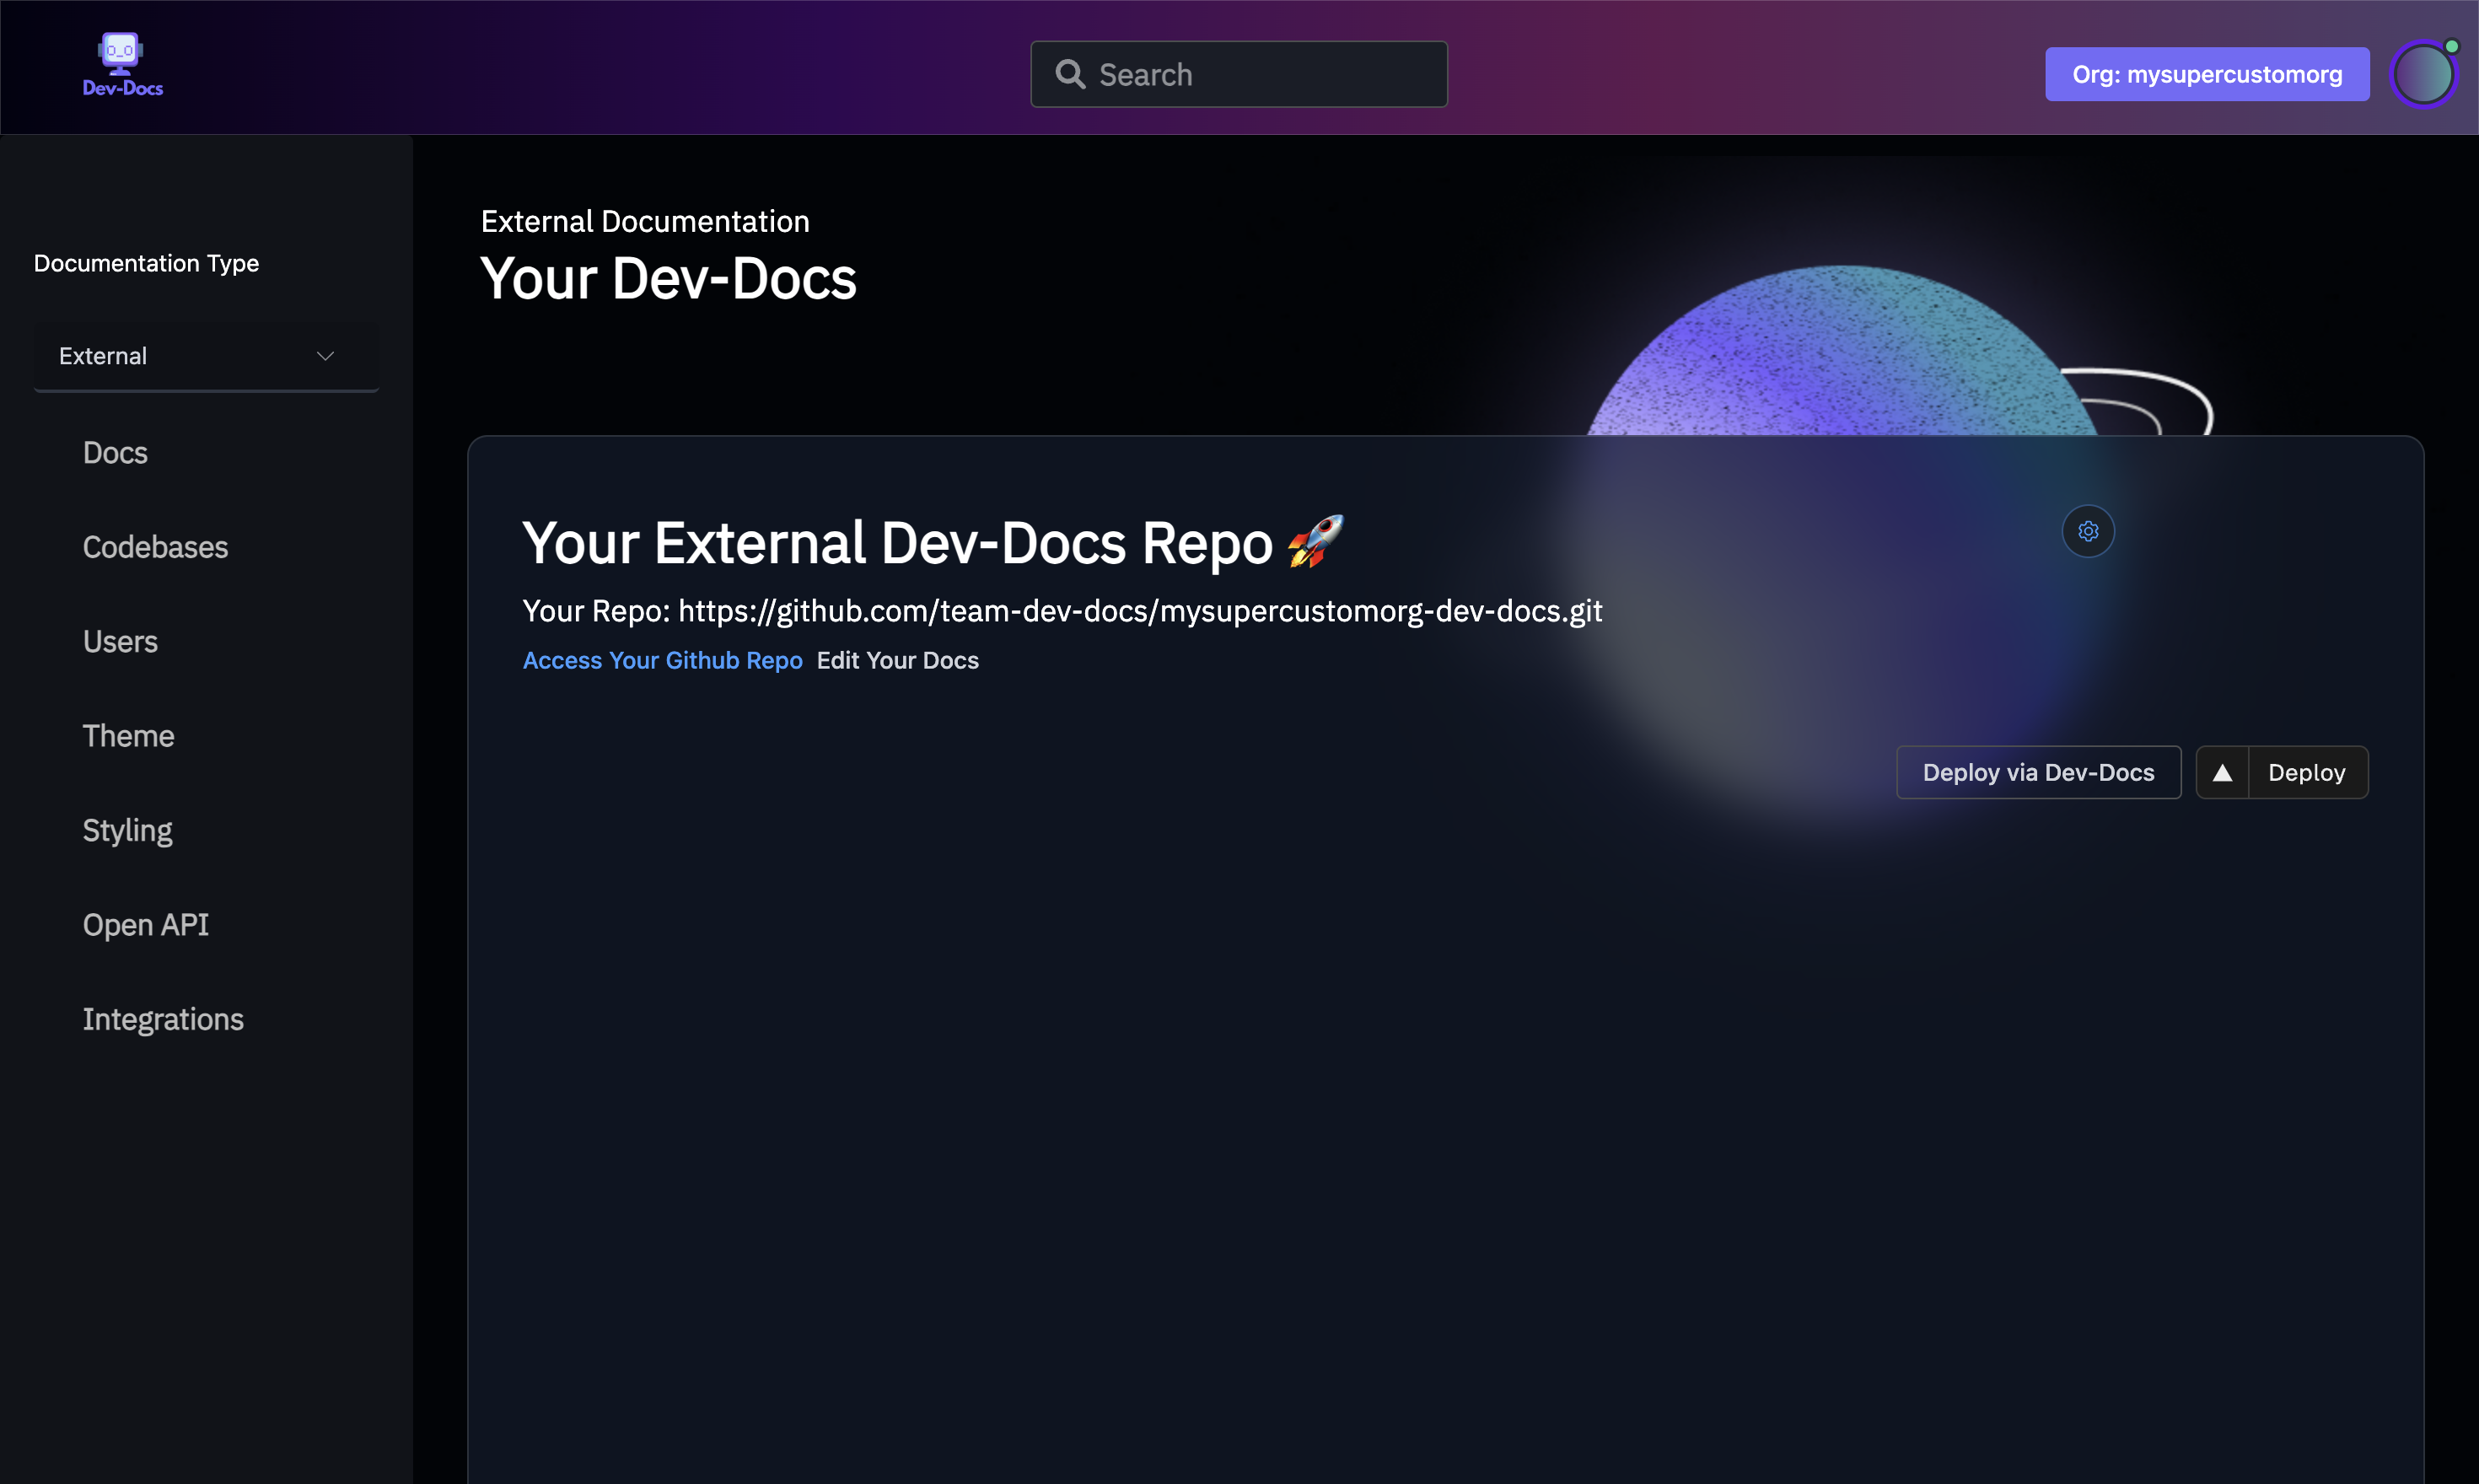 Dev-Docs
Search
Org: mysupercustomorg
Documentation Type
External
Docs
Codebases
Users
Theme
Styling
Open API
Integrations
External Documentation
Your Dev-Docs
Your External Dev-Docs Repo 🚀
Your Repo: https://github.com/team-dev-docs/mysupercustomorg-dev-docs.git
Access Your Github Repo Edit Your Docs
Deploy via Dev-Docs
Deploy